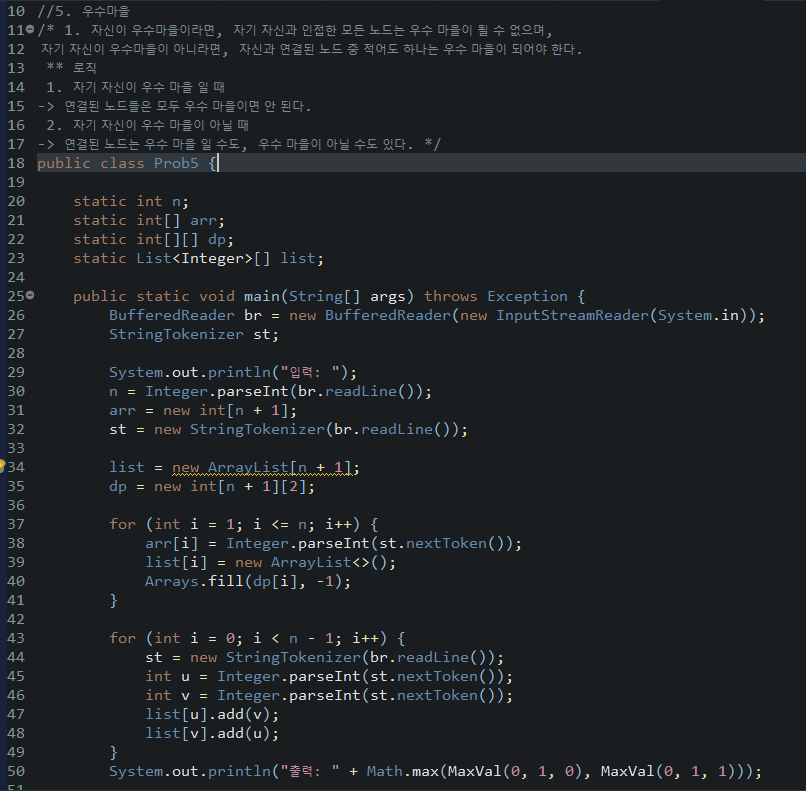 10 //5. 우수마을
11 /* 1. 자신이 우수마을이라면, 자기 자신과 인접한 모든 노드는 우수 마을이 될 수 없으며,
12 자기 자신이 우수마을이 아니라면, 자신과 연결된 노드 중 적어도 하나는 우수 마을이 되어야 한다.
13 ** 로직
14 1. 자기 자신이 우수 마을 일 때
15 -> 연결된 노드들은 모두 우수 마을이면 안 된다.
16 2. 자기 자신이 우수 마을이 아닐 때
17 -> 연결된 노드는 우수 마을 일 수도, 우수 마을이 아닐 수도 있다. */
18 public class Prob5 {
19
20 static int n;
21 static int[] arr;
22 static int[][] dp;
23 static List<Integer>[] list;
24
25 public static void main(String[] args) throws Exception {
26 BufferedReader br = new BufferedReader(new InputStreamReader(System.in));
27 StringTokenizer st;
28
29 System.out.println("입력: ");
30 n = Integer.parseInt(br.readLine());
31 arr = new int[n + 1];
32 st = new StringTokenizer(br.readLine());
33
34 list = new ArrayList[n + 1];
35 dp = new int[n + 1][2];
36
37 for (int i = 1; i <= n; i++) {
38 arr[i] = Integer.parseInt(st.nextToken());
39 list[i] = new ArrayList<>();
40 Arrays.fill(dp[i], -1);
41 }
42
43 for (int i = 0; i < n - 1; i++) {
44 st = new StringTokenizer(br.readLine());
45 int u = Integer.parseInt(st.nextToken());
46 int v = Integer.parseInt(st.nextToken());
47 list[u].add(v);
48 list[v].add(u);
49 }
50 System.out.println("출력: " + Math.max(MaxVal(0, 1, 0), MaxVal(0, 1, 1)));